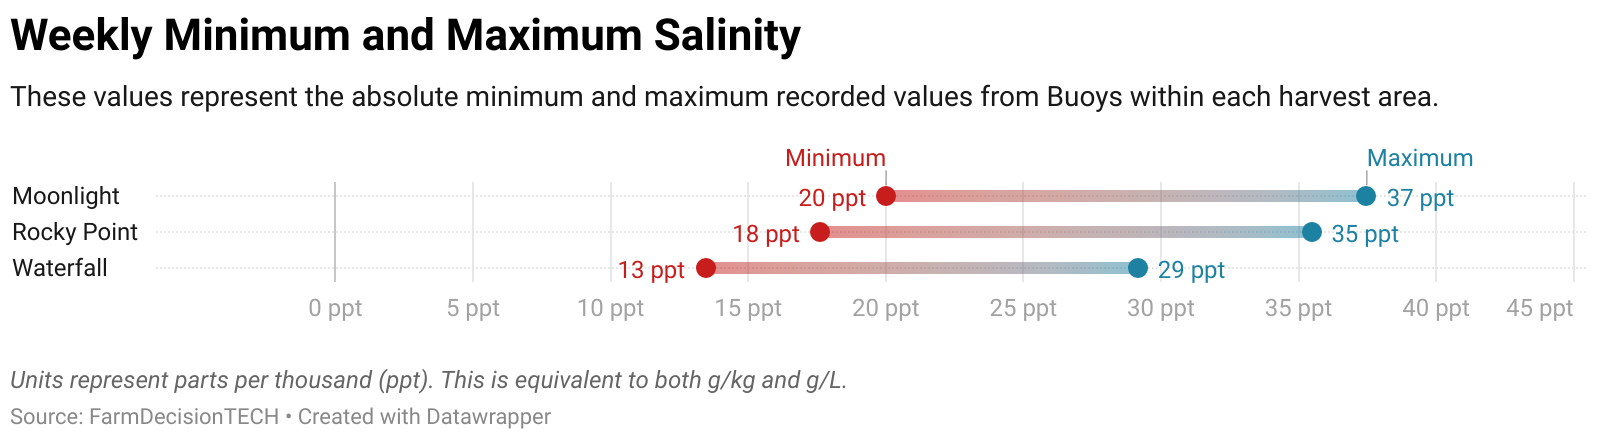 Weekly Minimum and Maximum Salinity
These values represent the absolute minimum and maximum recorded values from Buoys within each harvest area.
Minimum Maximum
Moonlight 20 ppt 37 ppt
Rocky Point 18 ppt 35 ppt
Waterfall 13 ppt 29 ppt
0 ppt 5 ppt 10 ppt 15 ppt 20 ppt 25 ppt 30 ppt 35 ppt 40 ppt 45 ppt
Units represent parts per thousand (ppt). This is equivalent to both g/kg and g/L.
Source: FarmDecisionTECH • Created with Datawrapper